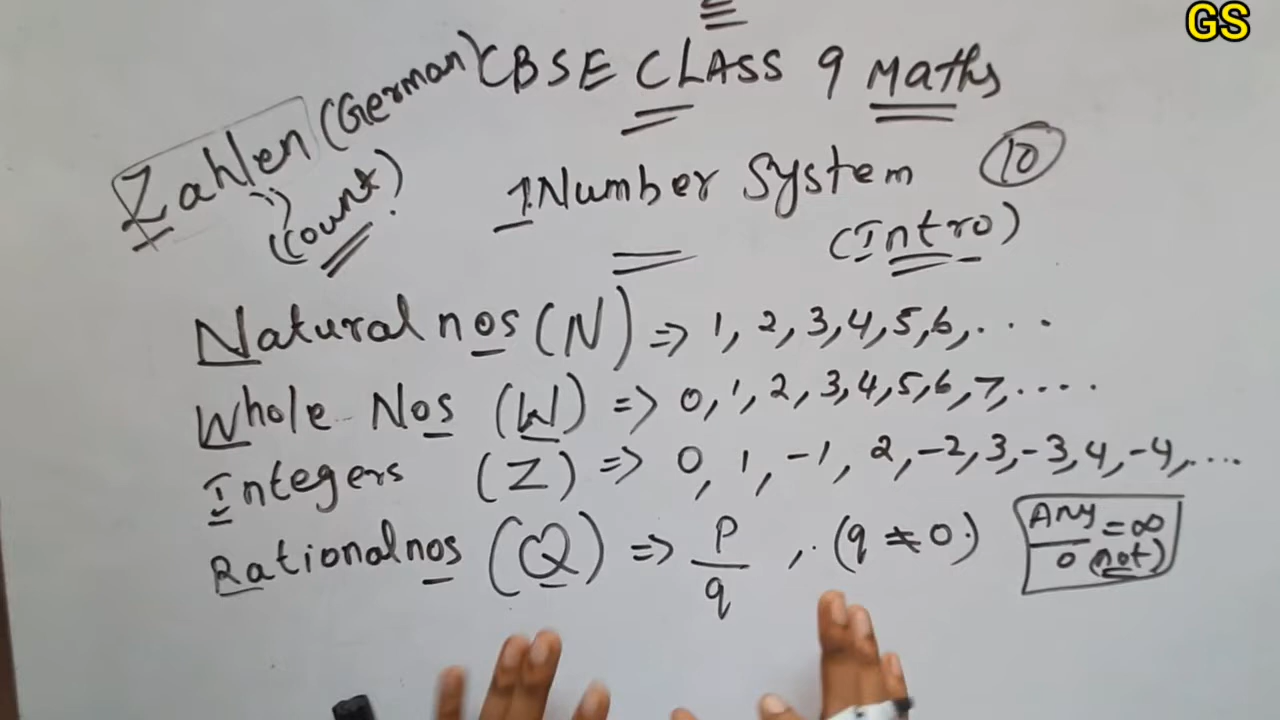 GS
CBSE CLASS 9 Maths
Zahlen (German)
(Count)
1 Number System 10
(Intro)
Natural nos (N) => 1, 2, 3, 4, 5, 6, ....
Whole Nos (W) => 0, 1, 2, 3, 4, 5, 6, 7, ....
Integers (Z) => 0, 1, -1, 2, -2, 3, -3, 4, -4, ....
Rational nos (Q) => p/q, (q ≠ 0) Any/0 = ∞ (not)